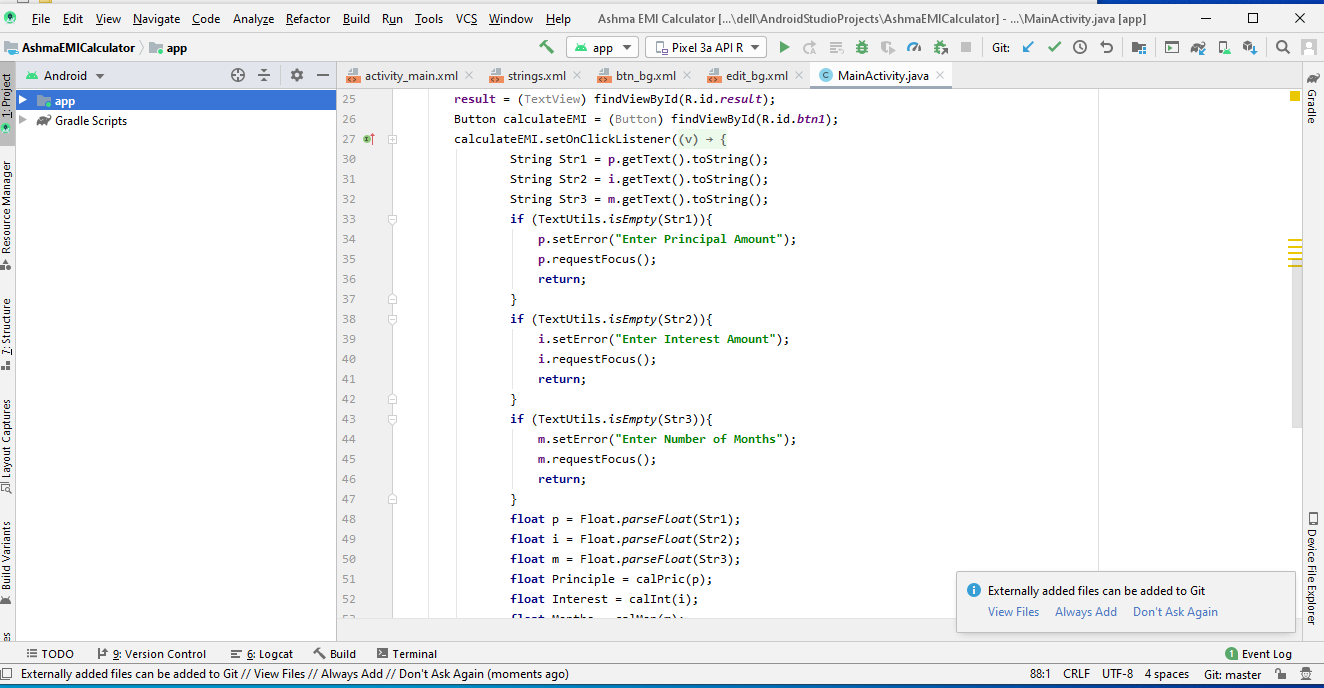 File Edit View Navigate Code Analyze Refactor Build Run Tools VCS Window Help Ashma EMI Calculator [...\dell\AndroidStudioProjects\AshmaEMICalculator] - ...\MainActivity.java [app]
AshmaEMICalculator app app Pixel 3a API R Git:
Android activity_main.xml strings.xml btn_bg.xml edit_bg.xml MainActivity.java
1: Project
Resource Manager
7: Structure
Layout Captures
Build Variants
app
Gradle Scripts
25 result = (TextView) findViewById(R.id.result);
26 Button calculateEMI = (Button) findViewById(R.id.btn1);
27 calculateEMI.setOnClickListener((v) → {
30 String Str1 = p.getText().toString();
31 String Str2 = i.getText().toString();
32 String Str3 = m.getText().toString();
33 if (TextUtils.isEmpty(Str1)){
34 p.setError("Enter Principal Amount");
35 p.requestFocus();
36 return;
37 }
38 if (TextUtils.isEmpty(Str2)){
39 i.setError("Enter Interest Amount");
40 i.requestFocus();
41 return;
42 }
43 if (TextUtils.isEmpty(Str3)){
44 m.setError("Enter Number of Months");
45 m.requestFocus();
46 return;
47 }
48 float p = Float.parseFloat(Str1);
49 float i = Float.parseFloat(Str2);
50 float m = Float.parseFloat(Str3);
51 float Principle = calPric(p);
52 float Interest = calInt(i);
Gradle
Device File Explorer
Externally added files can be added to Git
View Files Always Add Don't Ask Again
TODO 9: Version Control 6: Logcat Build Terminal 1 Event Log
Externally added files can be added to Git // View Files // Always Add // Don't Ask Again (moments ago) 88:1 CRLF UTF-8 4 spaces Git: master